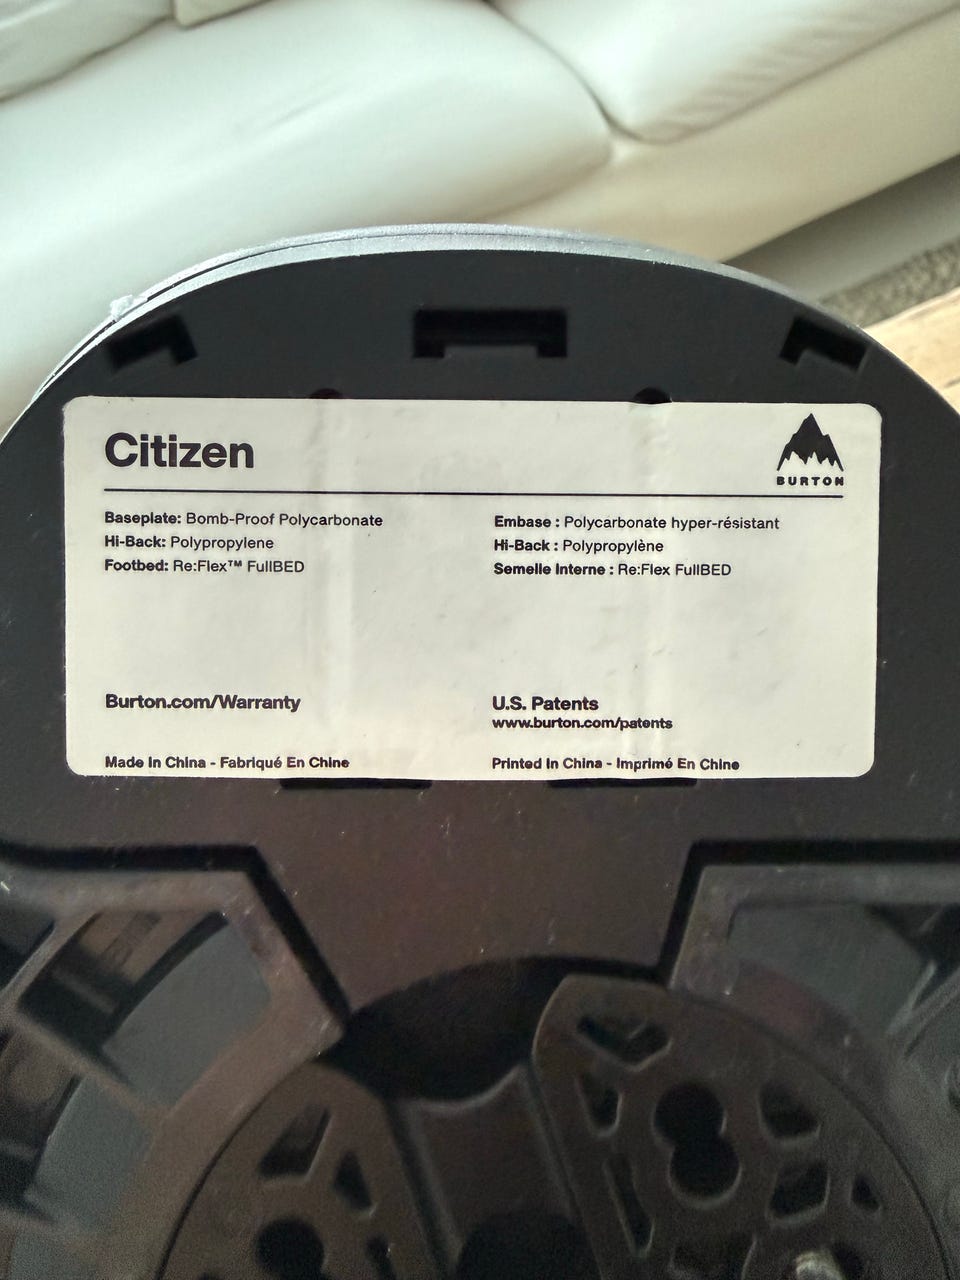 Citizen
BURTON
Baseplate: Bomb-Proof Polycarbonate
Hi-Back: Polypropylene
Footbed: Re:Flex™ FullBED
Embase : Polycarbonate hyper-résistant
Hi-Back : Polypropylène
Semelle Interne : Re:Flex FullBED
Burton.com/Warranty
U.S. Patents
www.burton.com/patents
Made In China - Fabriqué En Chine
Printed In China - Imprimé En Chine